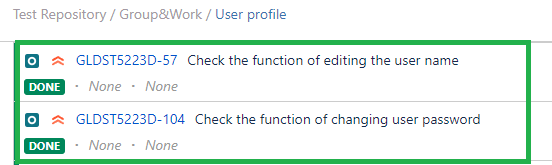 Test Repository / Group&Work / User profile
GLDST5223D-57 Check the function of editing the user name
DONE · None · None
GLDST5223D-104 Check the function of changing user password
DONE · None · None